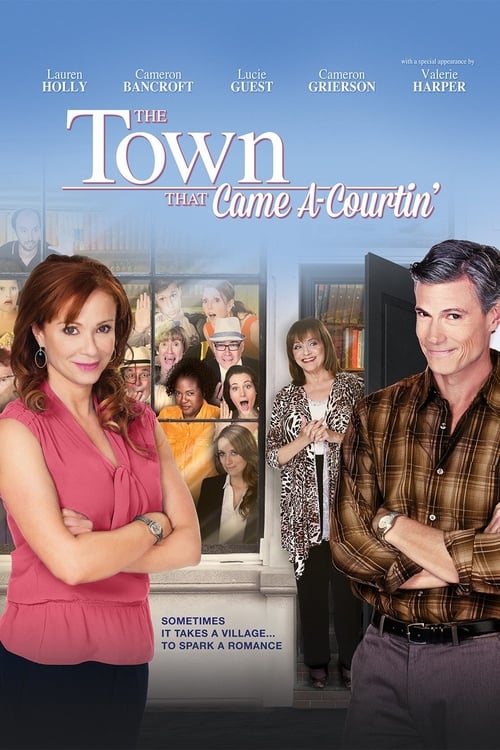 with a special appearance by
Lauren HOLLY Cameron BANCROFT Lucie GUEST Cameron GRIERSON Valerie HARPER
THE
Town
THAT Came A-Courtin'
SOMETIMES
IT TAKES A VILLAGE...
TO SPARK A ROMANCE